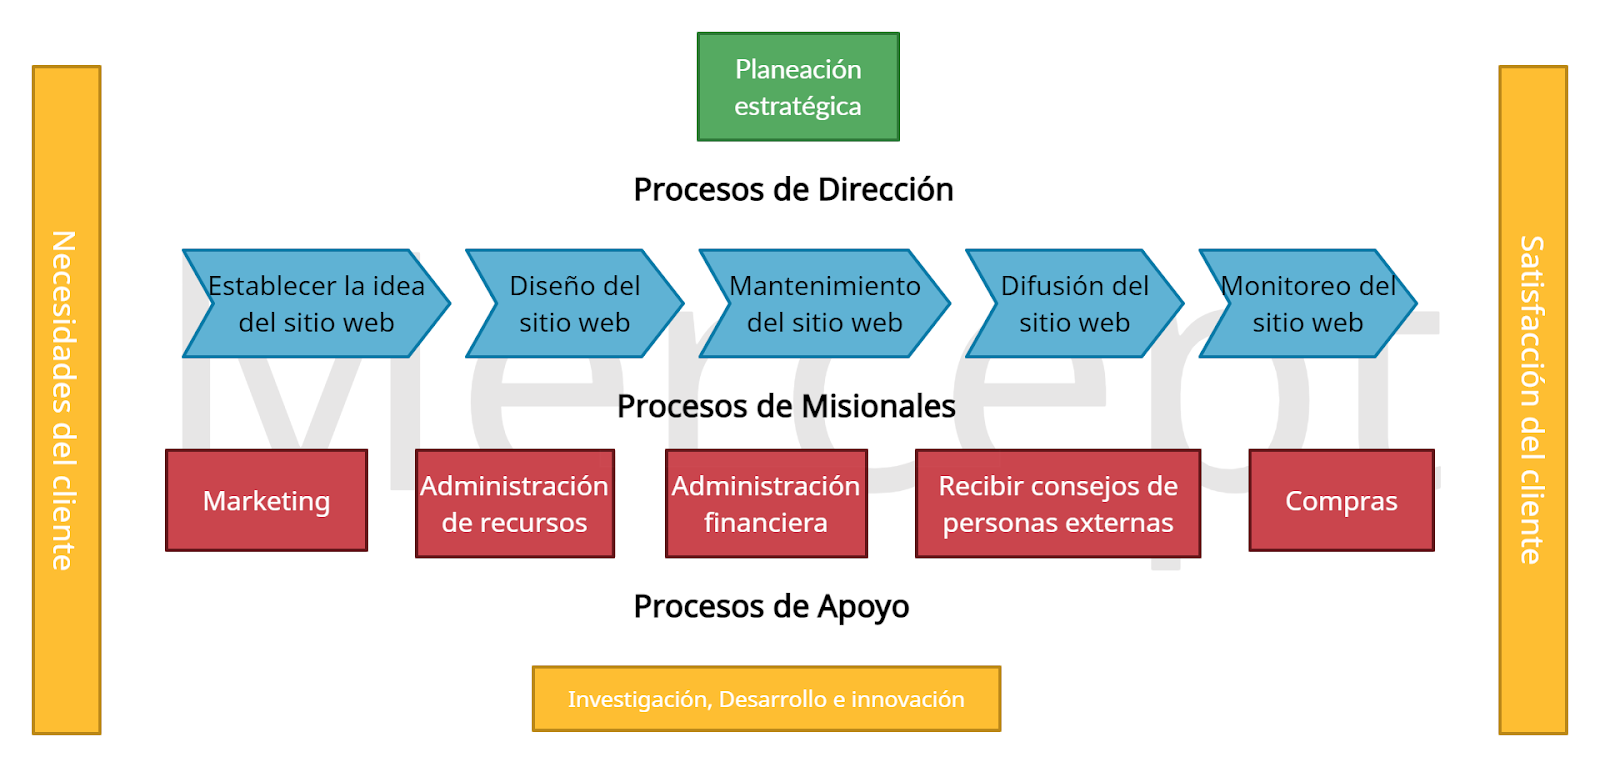 Planeación
estratégica
Procesos de Dirección
Necesidades del cliente
Establecer la idea
del sitio web
Diseño del
sitio web
Mantenimiento
del sitio web
Difusión del
sitio web
Monitoreo del
sitio web
Satisfacción del cliente
Mercept
Procesos de Misionales
Marketing
Administración
de recursos
Administración
financiera
Recibir consejos de
personas externas
Compras
Procesos de Apoyo
Investigación, Desarrollo e innovación